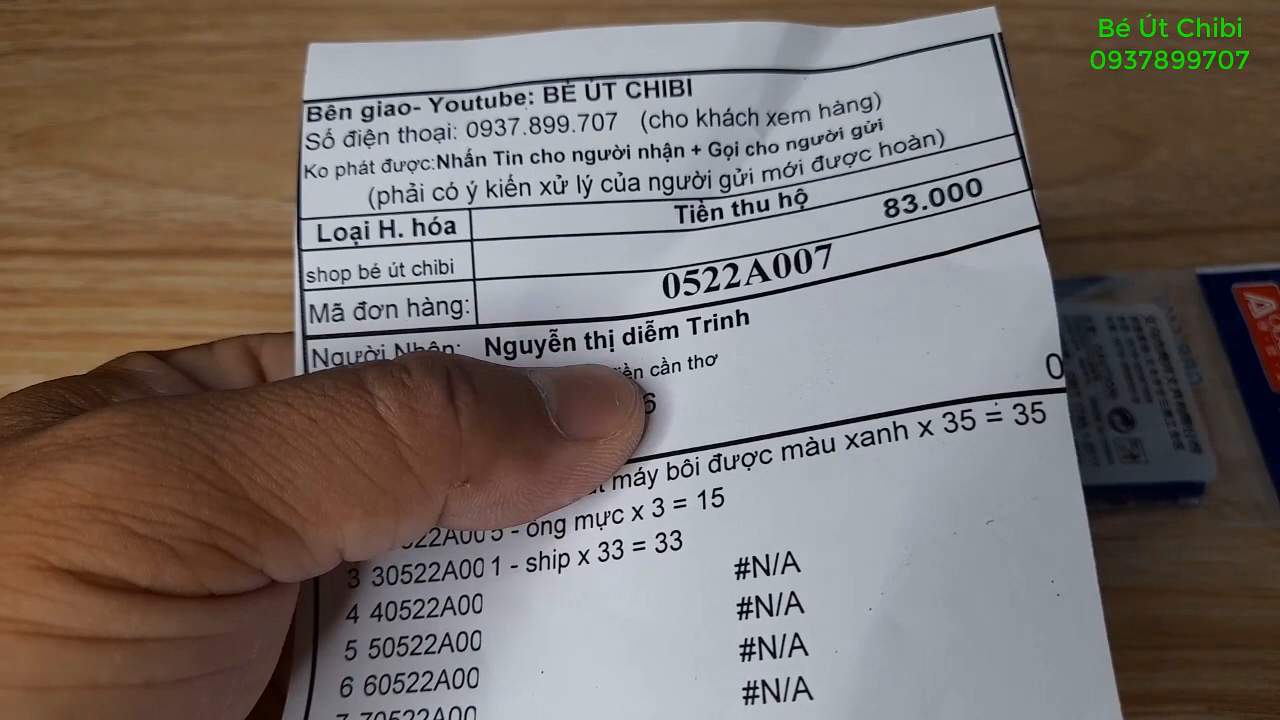 Bé Út Chibi
0937899707
Bên giao- Youtube: BÉ ÚT CHIBI
Số điện thoại: 0937.899.707 (cho khách xem hàng)
Ko phát được:Nhắn Tin cho người nhận + Gọi cho người gửi
(phải có ý kiến xử lý của người gửi mới được hoàn)
Loại H. hóa Tiền thu hộ
shop bé út chibi 83.000
Mã đơn hàng: 0522A007
Người Nhận: Nguyễn thị diễm Trinh
cần thơ
6 0
máy bôi được màu xanh x 35 = 35
- ống mực x 3 = 15
3 30522A00 1 - ship x 33 = 33
4 40522A00 #N/A
5 50522A00 #N/A
6 60522A00 #N/A
#N/A